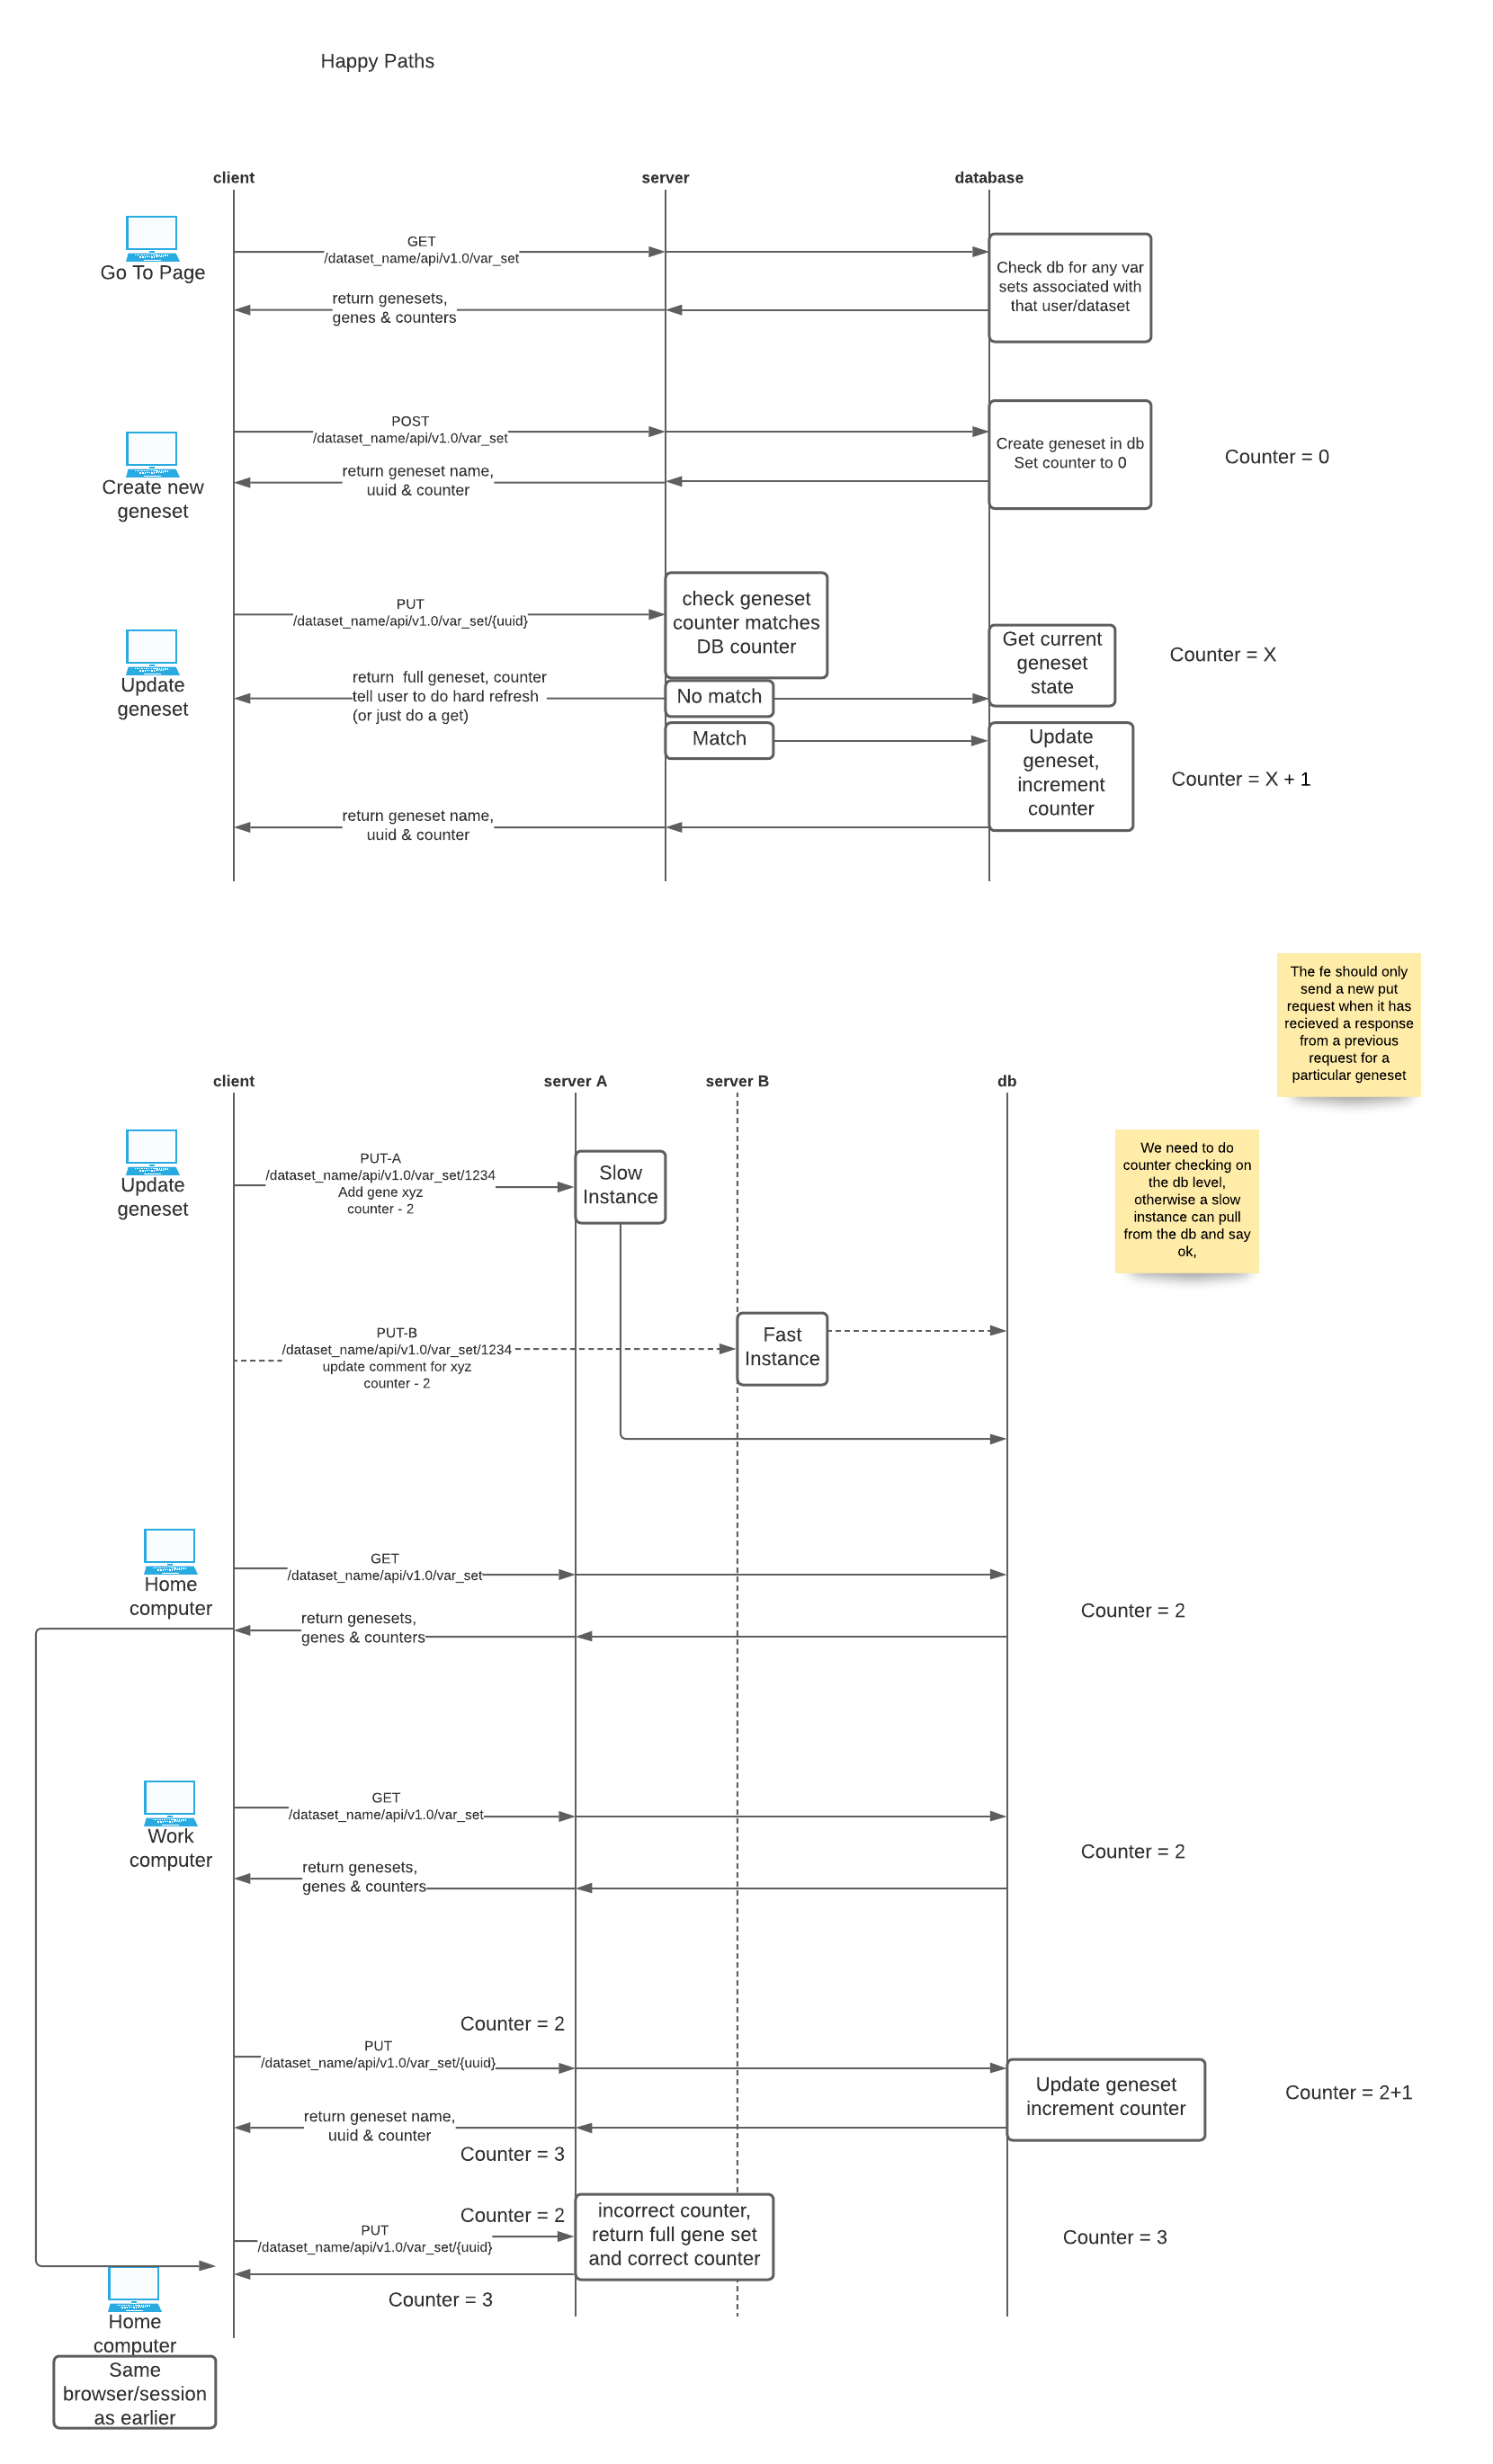 Happy Paths
client
server
database
Go To Page
GET
/dataset_name/api/v1.0/var_set
return genesets,
genes & counters
Check db for any var
sets associated with
that user/dataset
Create new
geneset
POST
/dataset_name/api/v1.0/var_set
return geneset name,
uuid & counter
Create geneset in db
Set counter to 0
Counter = 0
Update
geneset
PUT
/dataset_name/api/v1.0/var_set/{uuid}
check geneset
counter matches
DB counter
return  full geneset, counter
tell user to do hard refresh
(or just do a get)
No match
Get current
geneset
state
Counter = X
Match
Update
geneset,
increment
counter
Counter = X + 1
return geneset name,
uuid & counter
The fe should only
send a new put
request when it has
recieved a response
from a previous
request for a
particular geneset
client
server A
server B
db
We need to do
counter checking on
the db level,
otherwise a slow
instance can pull
from the db and say
ok,
Update
geneset
PUT-A
/dataset_name/api/v1.0/var_set/1234
Add gene xyz
counter - 2
Slow
Instance
PUT-B
/dataset_name/api/v1.0/var_set/1234
update comment for xyz
counter - 2
Fast
Instance
Home
computer
GET
/dataset_name/api/v1.0/var_set
return genesets,
genes & counters
Counter = 2
Work
computer
GET
/dataset_name/api/v1.0/var_set
return genesets,
genes & counters
Counter = 2
Counter = 2
PUT
/dataset_name/api/v1.0/var_set/{uuid}
Update geneset
increment counter
Counter = 2+1
return geneset name,
uuid & counter
Counter = 3
Counter = 2
PUT
/dataset_name/api/v1.0/var_set/{uuid}
incorrect counter,
return full gene set
and correct counter
Counter = 3
Counter = 3
Home
computer
Same
browser/session
as earlier